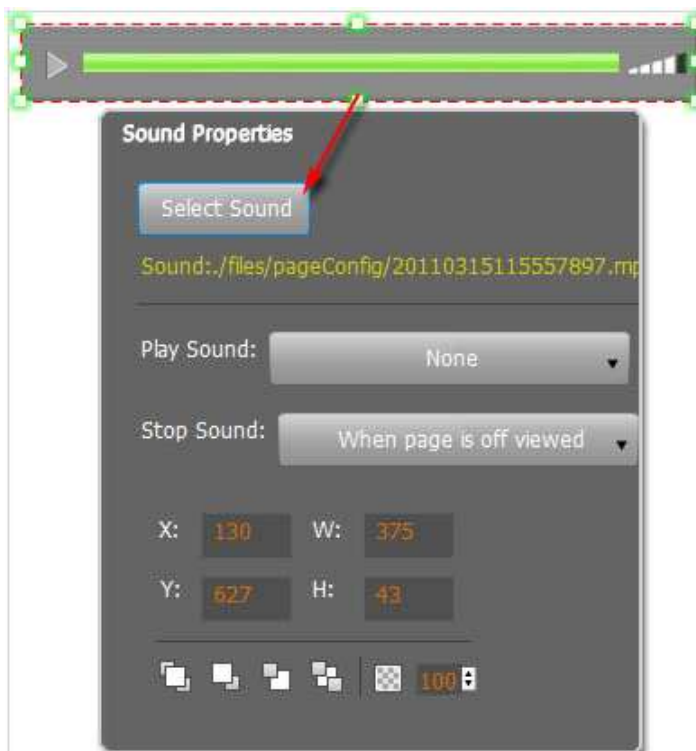 Sound Properties
Select Sound
Sound:./files/pageConfig/20110315115557897.mp
Play Sound: None
Stop Sound: When page is off viewed
X: 130 W: 375
Y: 627 H: 43
100